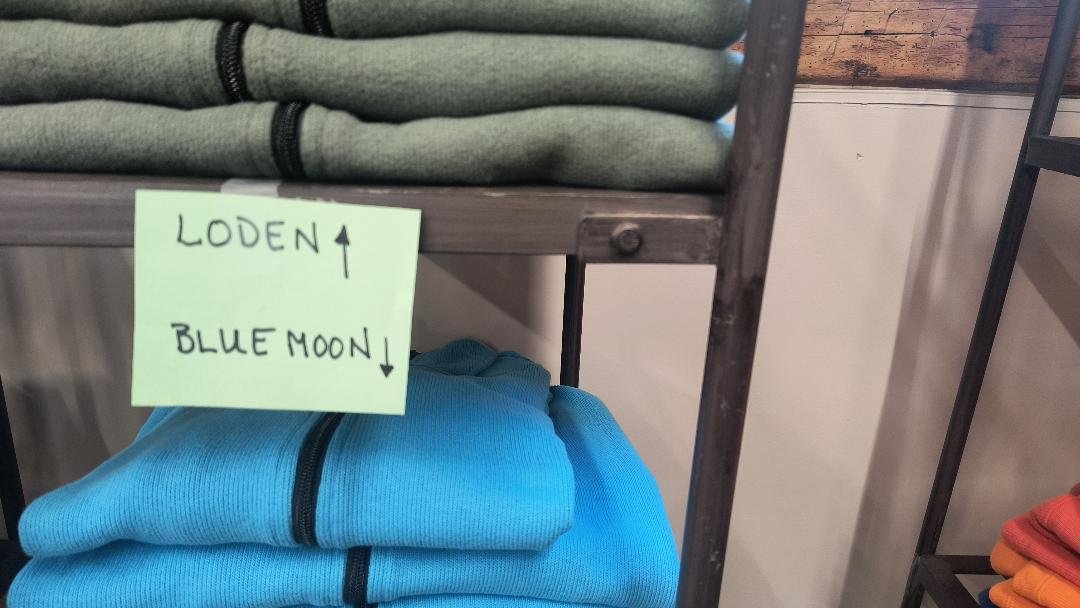 LODEN ↑
BLUE MOON ↓